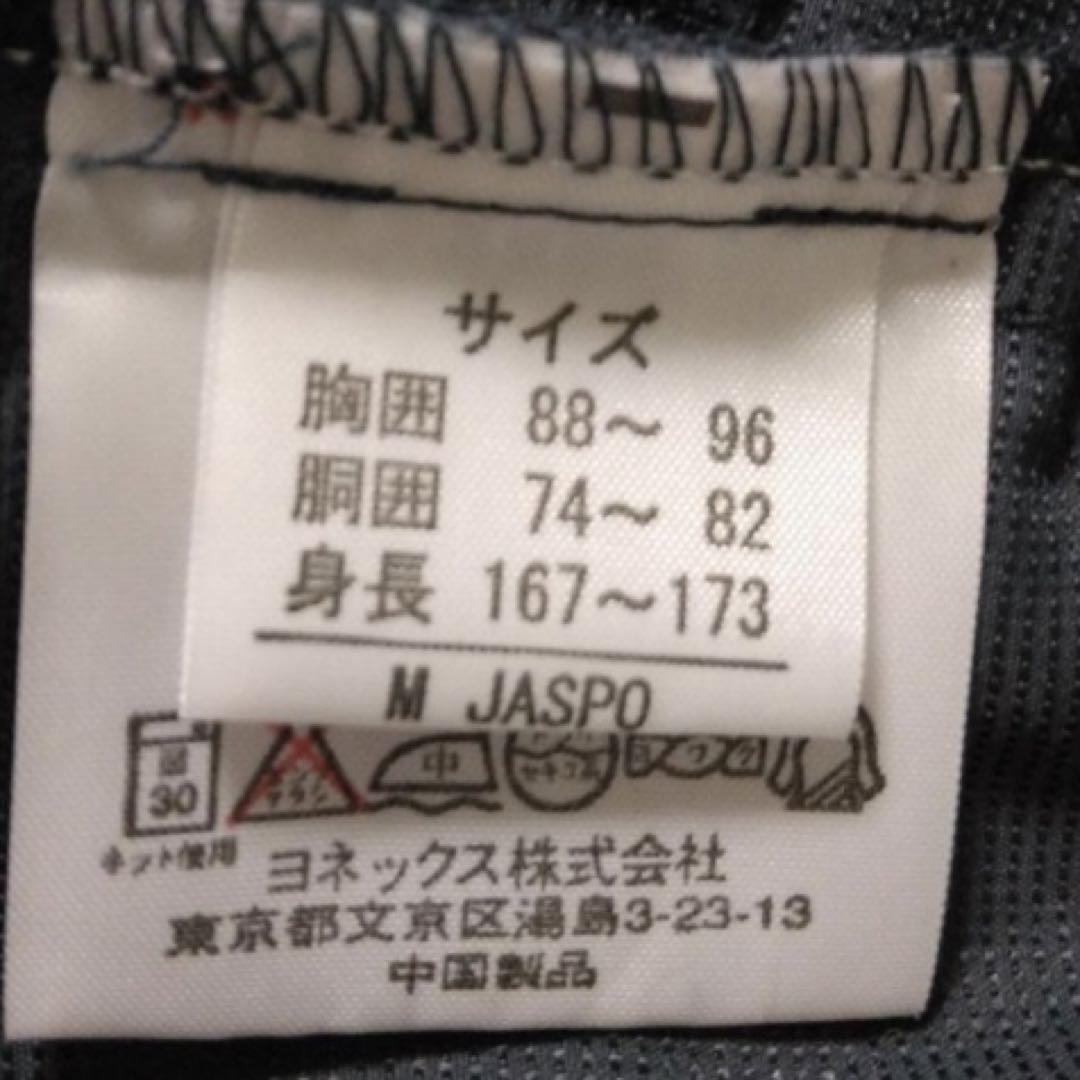 サイズ
胸囲 88～ 96
胴囲 74～ 82
身長 167～173
M JASPO
30
中
ネット使用
ヨネックス株式会社
東京都文京区湯島3-23-13
中国製品